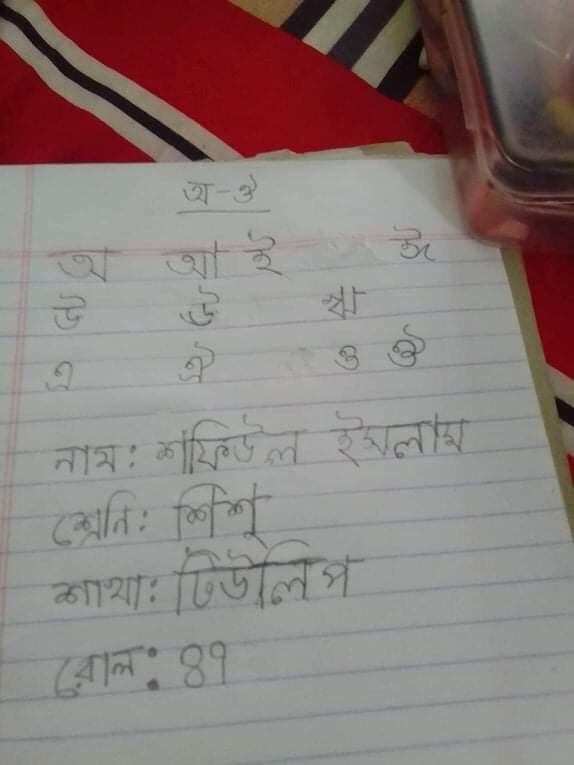 অ-ঔ
অ আ ই ঈ
উ ঊ ঋ
এ ঐ ও ঔ
নাম: শফিউল ইসলাম
শ্রেনি: শিশু
শাখা: টিউলিপ
রোল: ৪৭